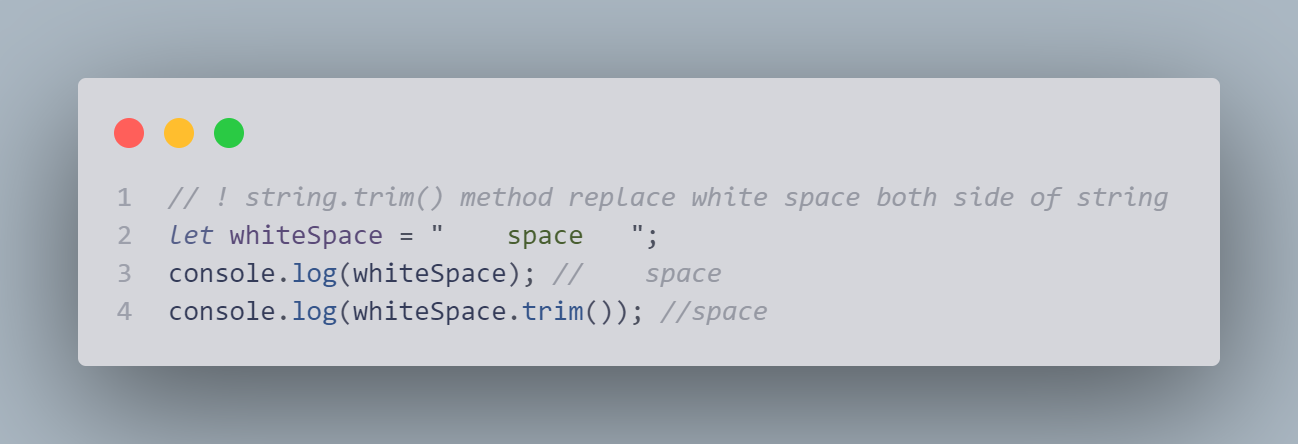 1 // ! string.trim() method replace white space both side of string
2 let whiteSpace = "    space   ";
3 console.log(whiteSpace); //    space
4 console.log(whiteSpace.trim()); //space